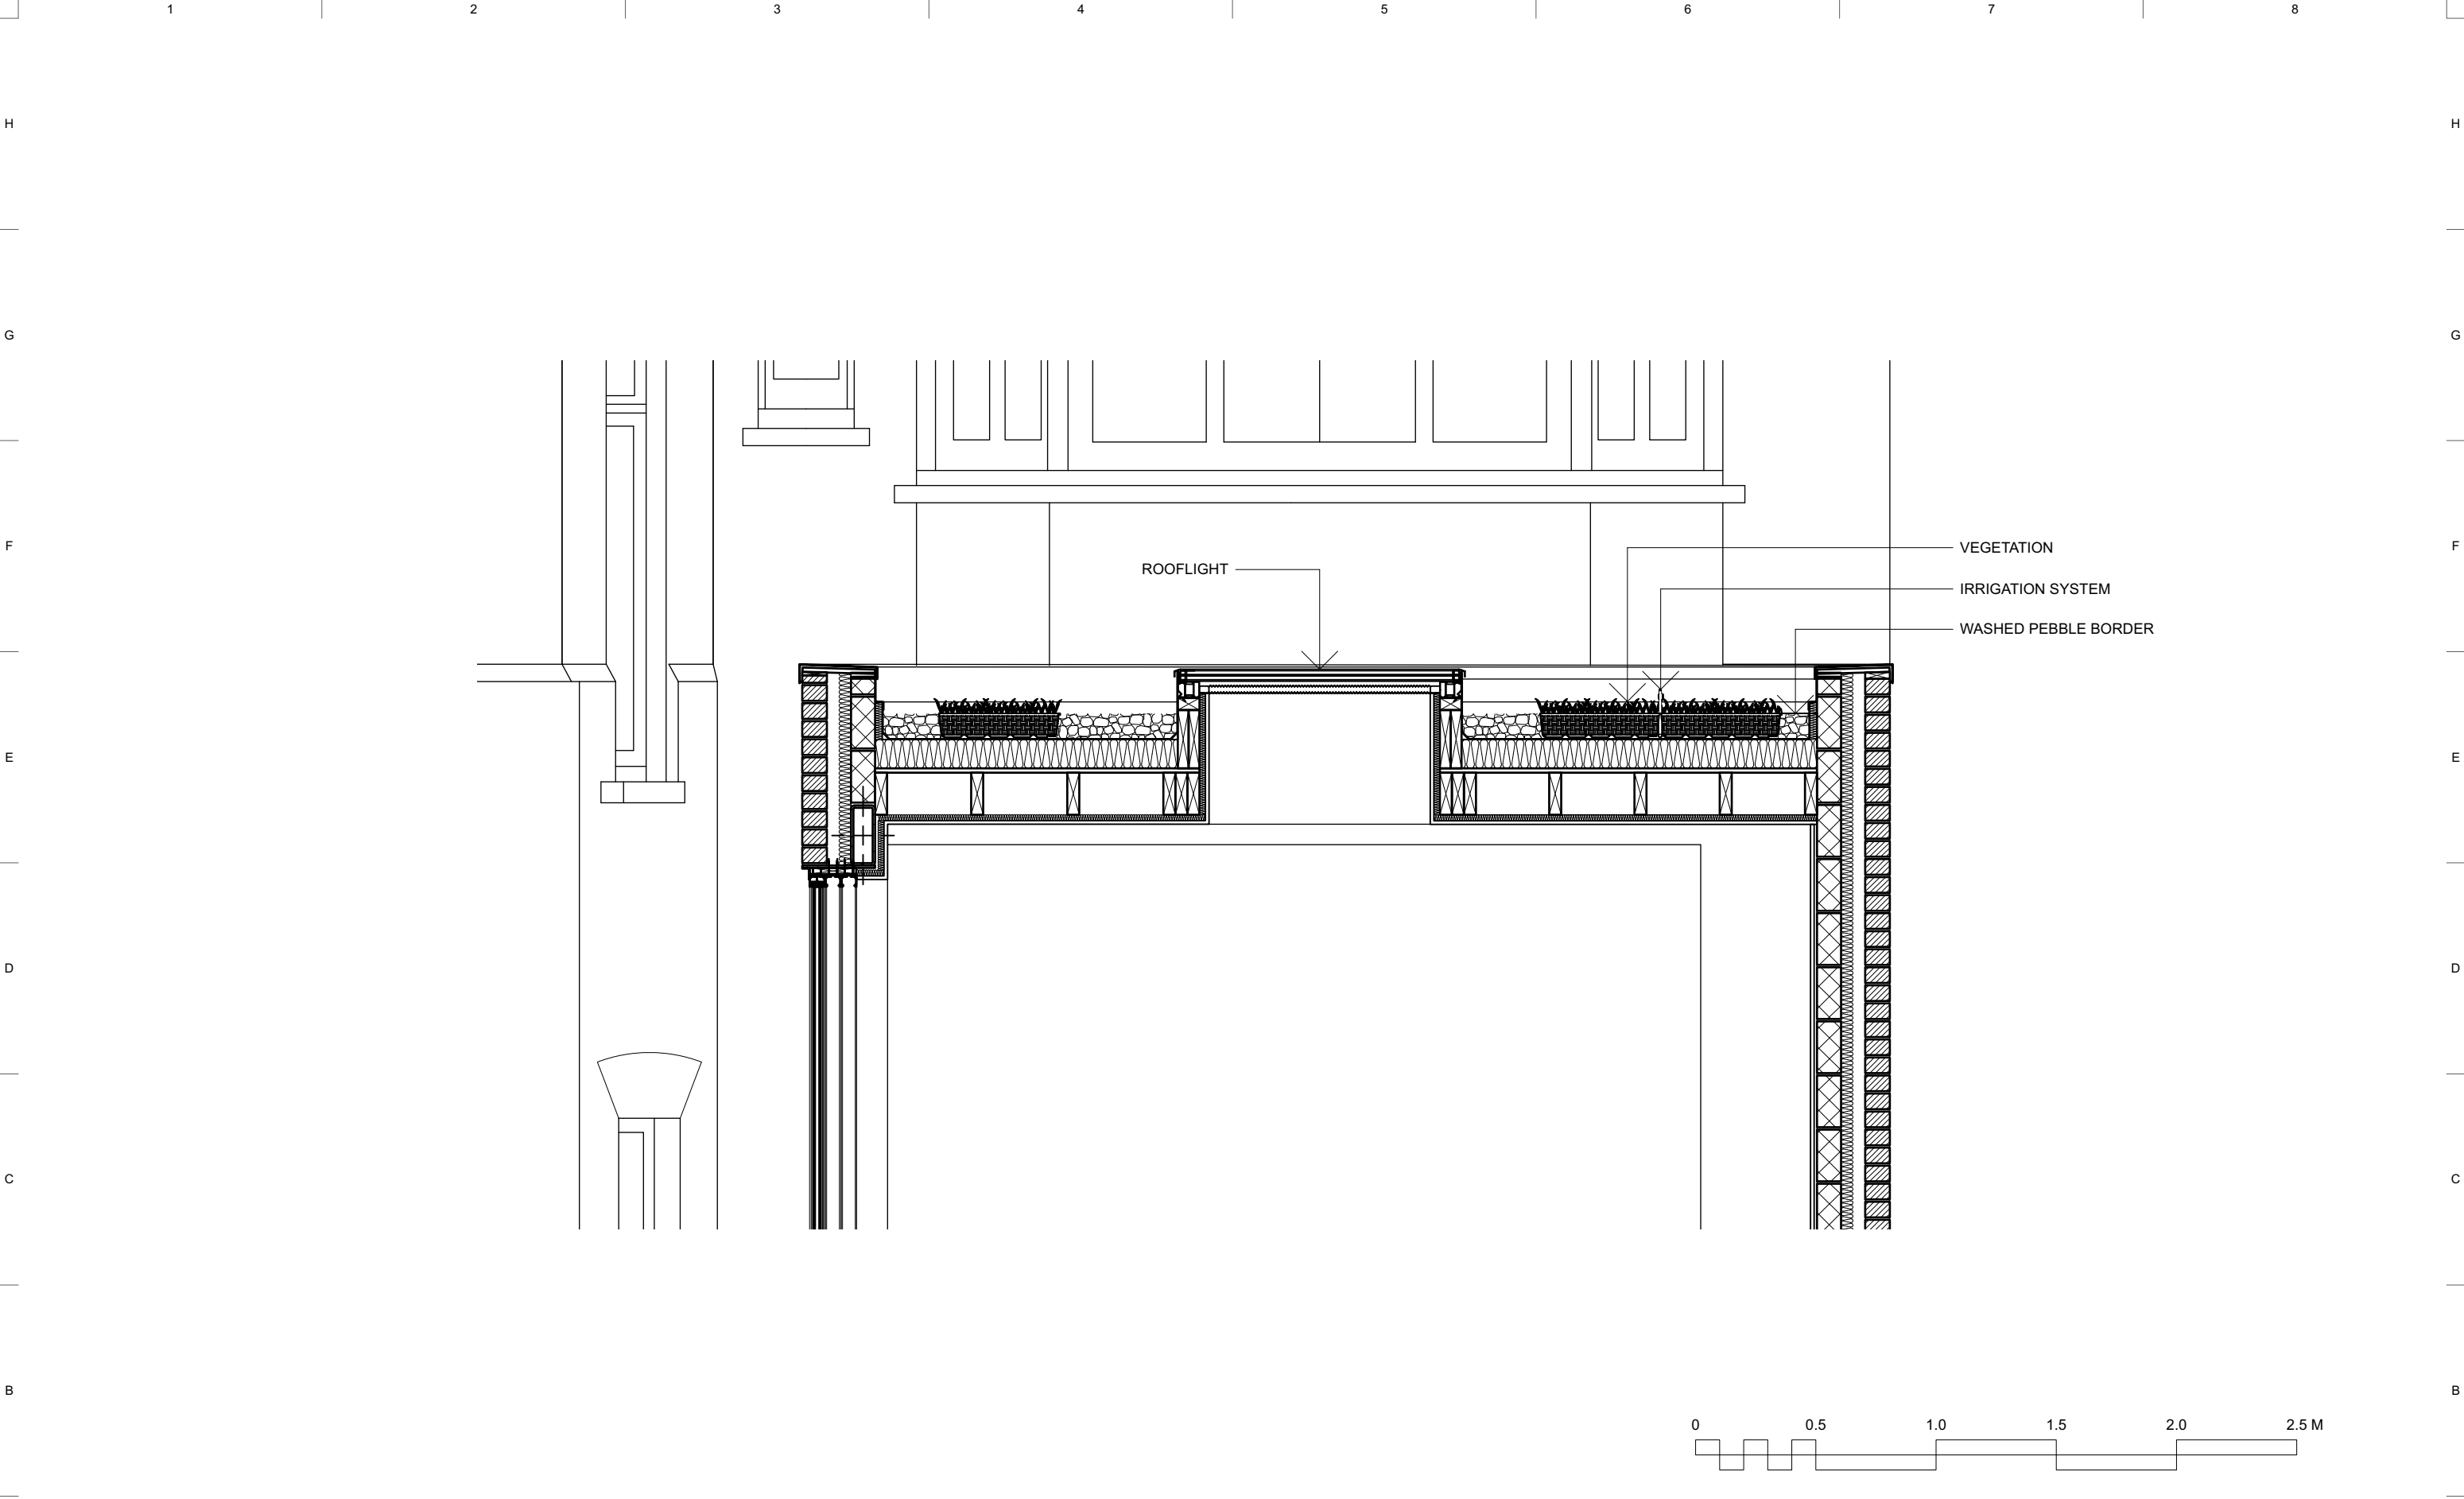 1 2 3 4 5 6 7 8
H H
G G
F F
VEGETATION
ROOFLIGHT
IRRIGATION SYSTEM
WASHED PEBBLE BORDER
E E
D D
C C
B B
0 0.5 1.0 1.5 2.0 2.5 M